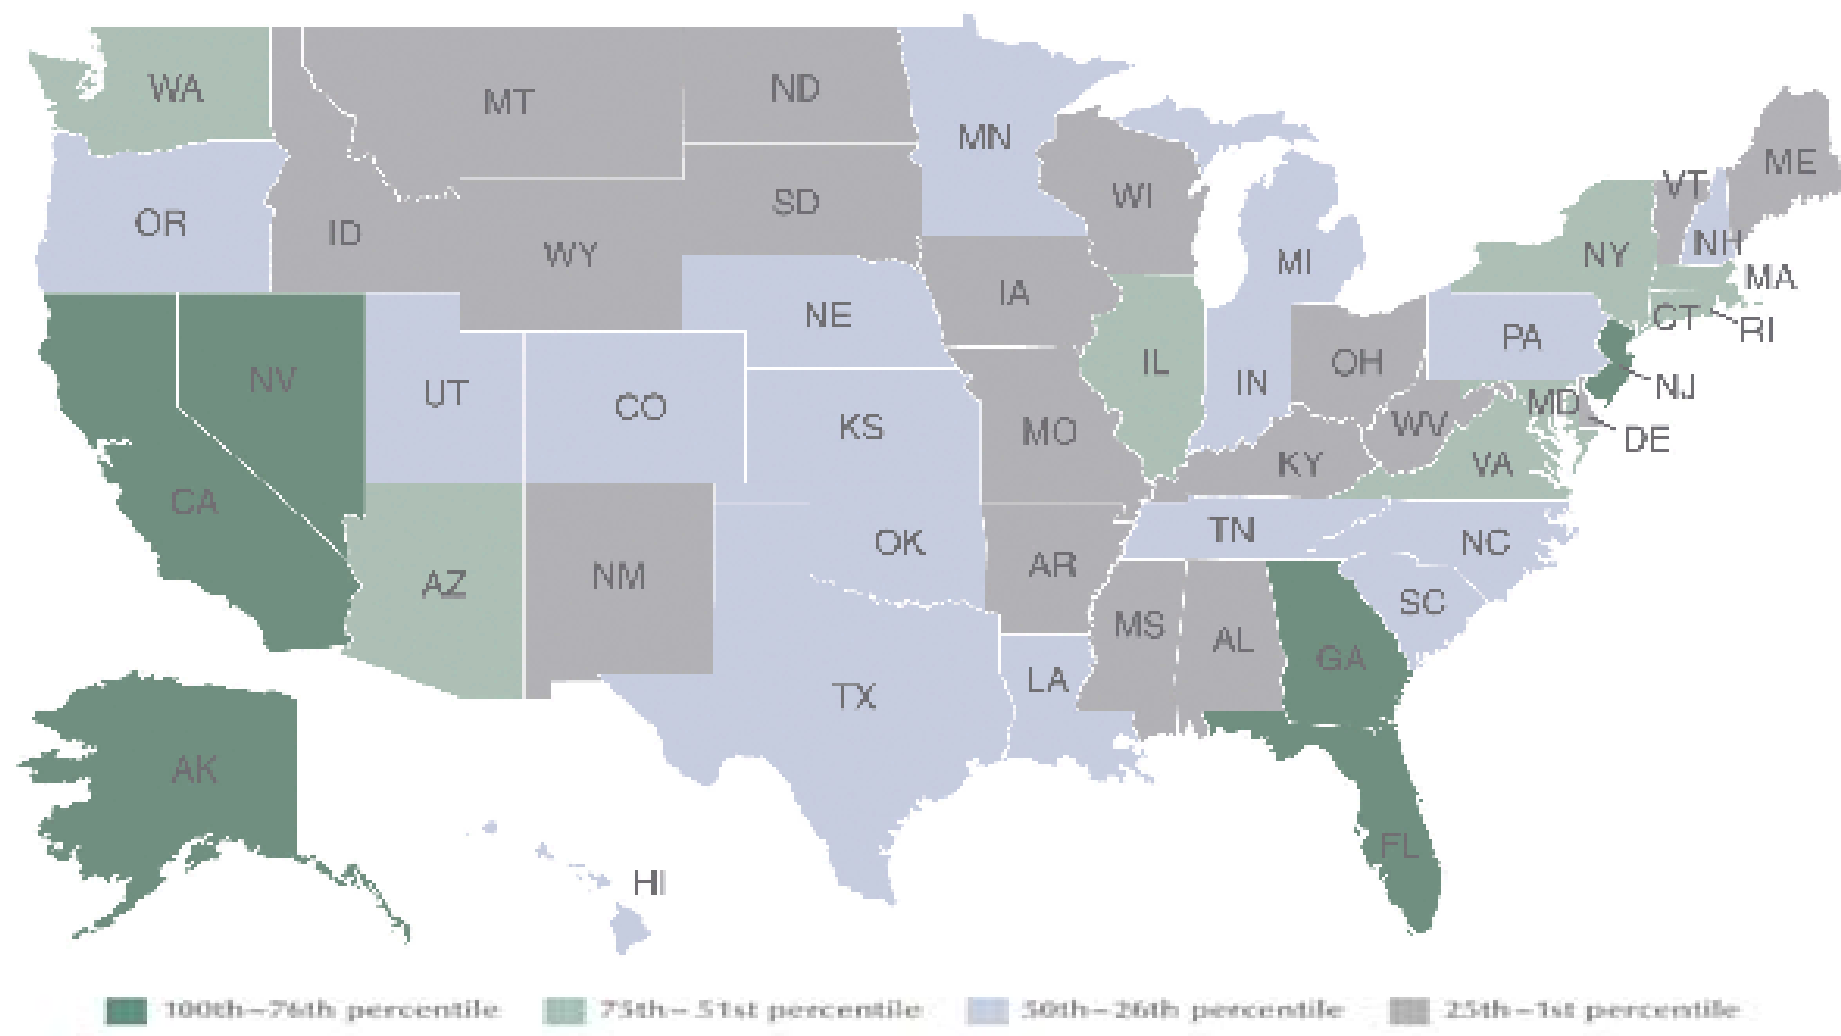 WA
MT
ND
MN
ME
VT
OR
SD
WI
ID
NY
NH
WY
MI
MA
IA
NE
CT
RI
PA
IL
OH
NV
IN
NJ
UT
CO
MD
KS
WV
MO
DE
KY
VA
CA
TN
OK
NC
AR
AZ
NM
SC
MS
AL
GA
LA
TX
AK
FL
HI
100th–76th percentile 75th–51st percentile 50th–26th percentile 25th–1st percentile